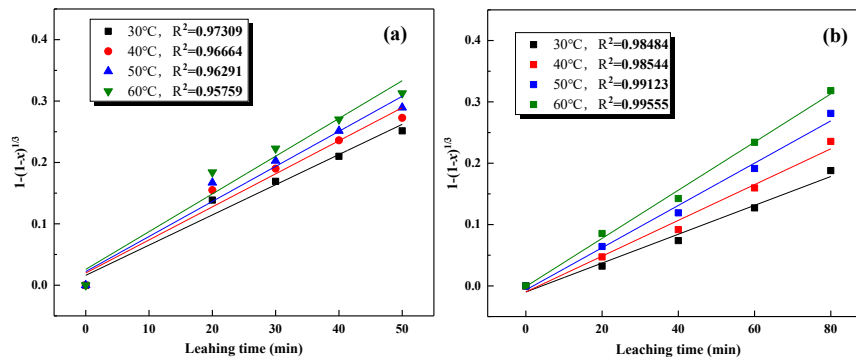 30°C, R²=0.97309
40°C, R²=0.96664
50°C, R²=0.96291
60°C, R²=0.95759
(a)
1-(1-x)^1/3
0.4
0.3
0.2
0.1
0.0
0 10 20 30 40 50
Leahing time (min)
30°C, R²=0.98484
40°C, R²=0.98544
50°C, R²=0.99123
60°C, R²=0.99555
(b)
1-(1-x)^1/3
0.4
0.3
0.2
0.1
0.0
0 20 40 60 80
Leaching time (min)